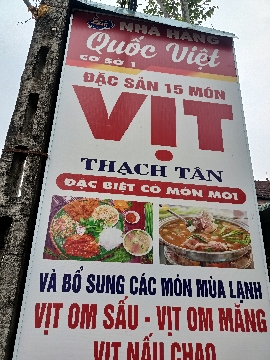 NHÀ HÀNG
Quốc Việt
CƠ SỞ 1
ĐẶC SẢN 15 MÓN
VỊT
THẠCH TÂN
ĐẶC BIỆT CÓ MÓN MỚI
VÀ BỔ SUNG CÁC MÓN MÙA LẠNH
VỊT OM SẤU - VỊT OM MĂNG
VỊT NẤU CHAO